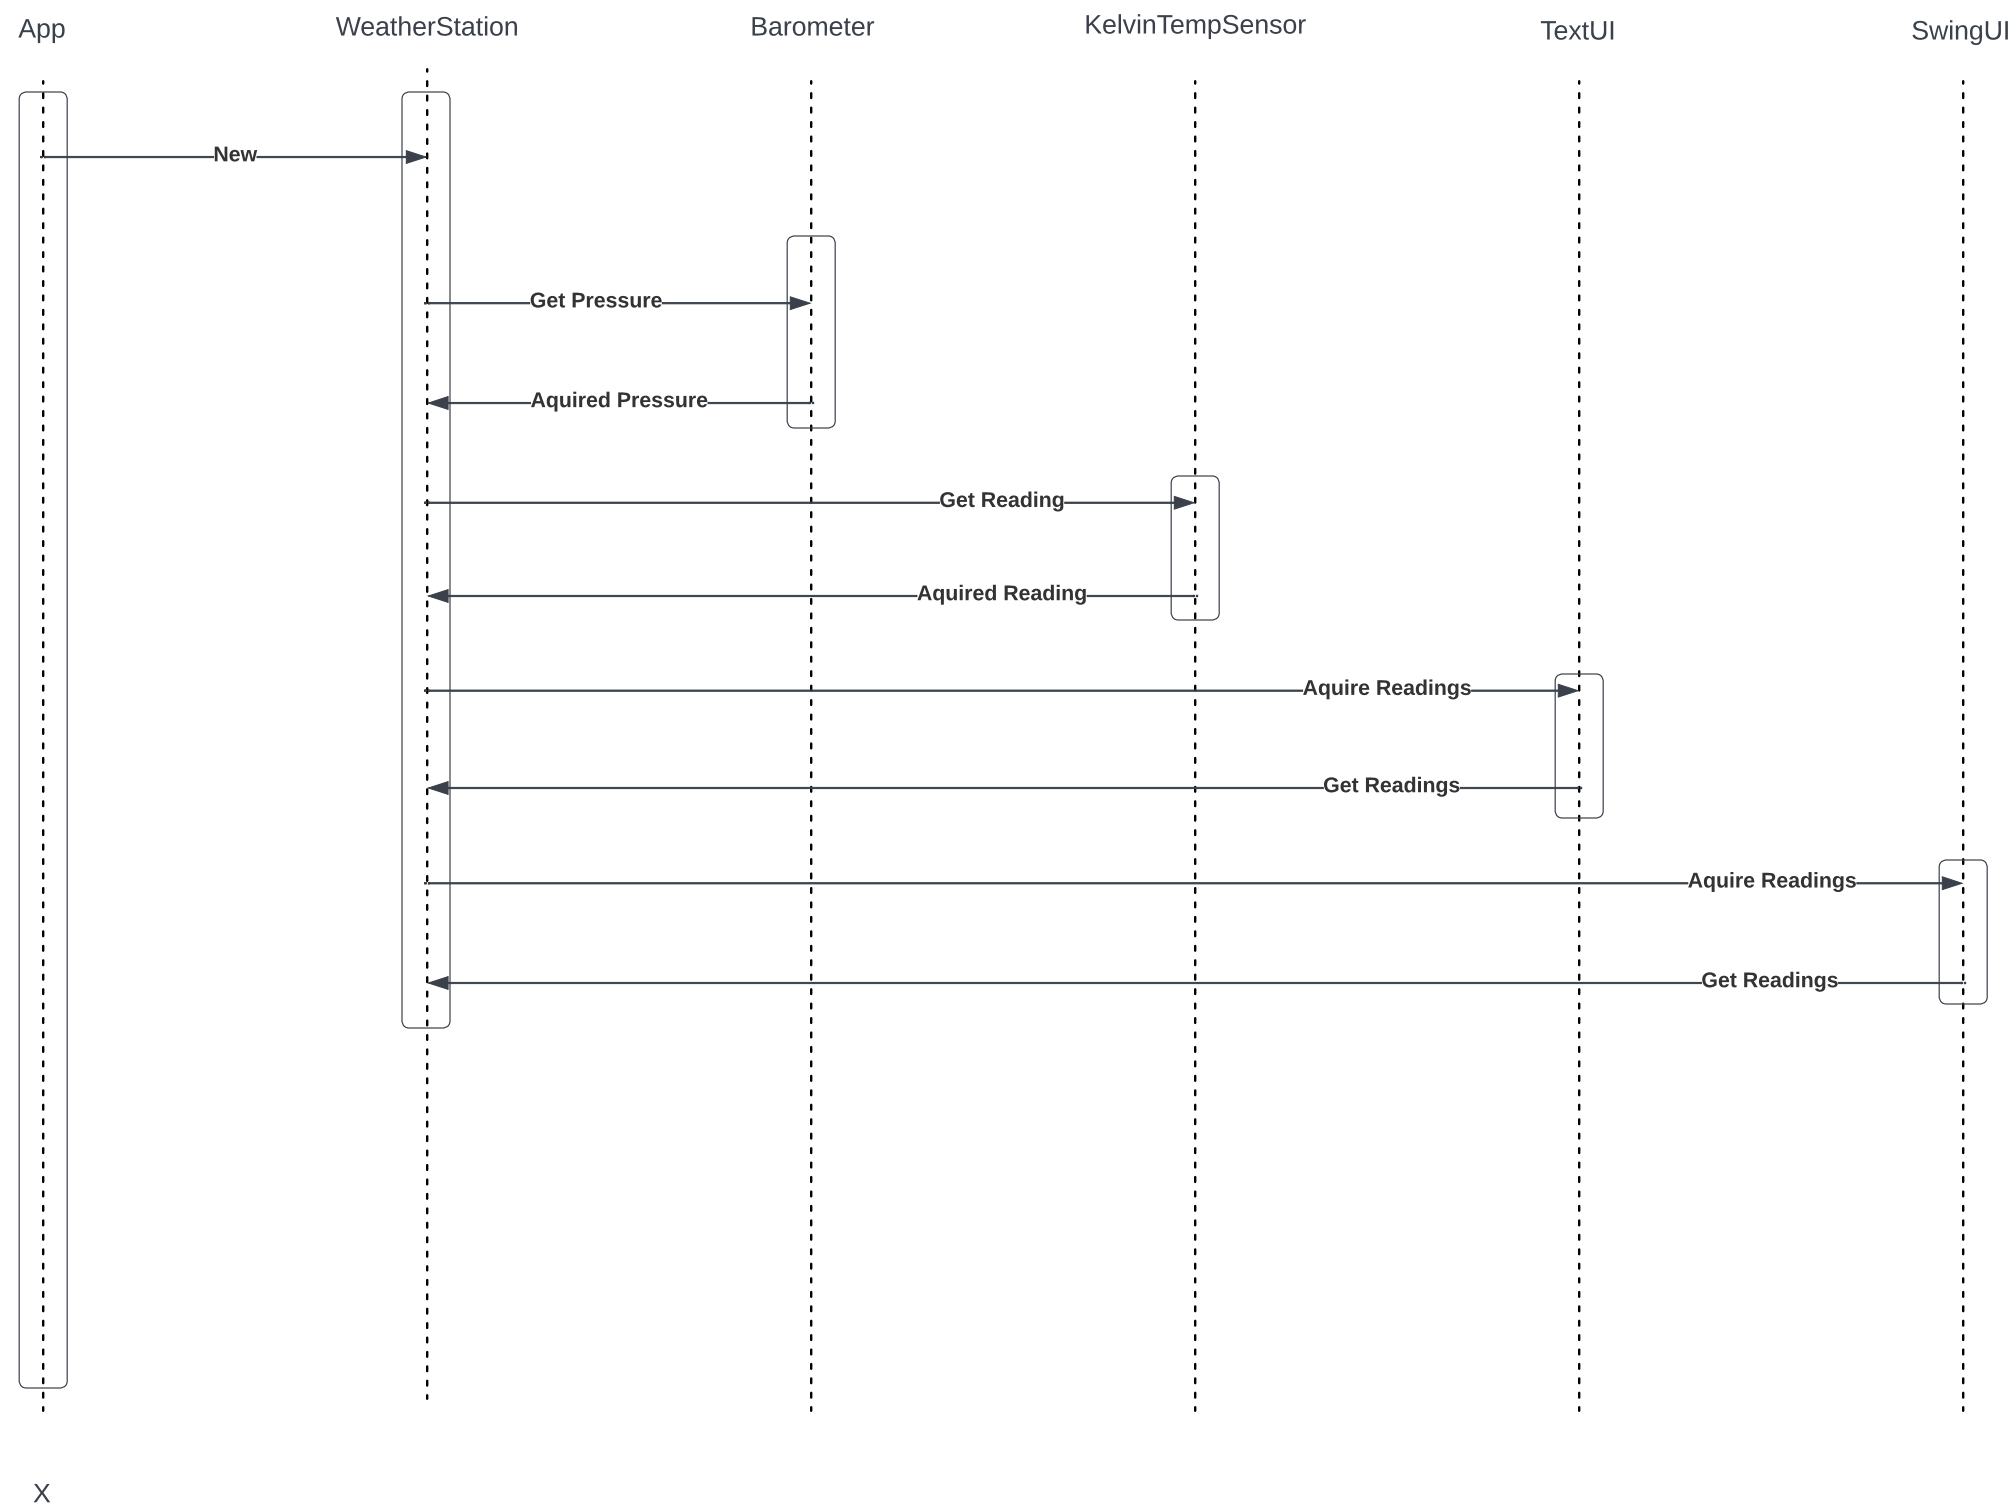 App
WeatherStation
Barometer
KelvinTempSensor
TextUI
SwingUI
New
Get Pressure
Aquired Pressure
Get Reading
Aquired Reading
Aquire Readings
Get Readings
Aquire Readings
Get Readings
X